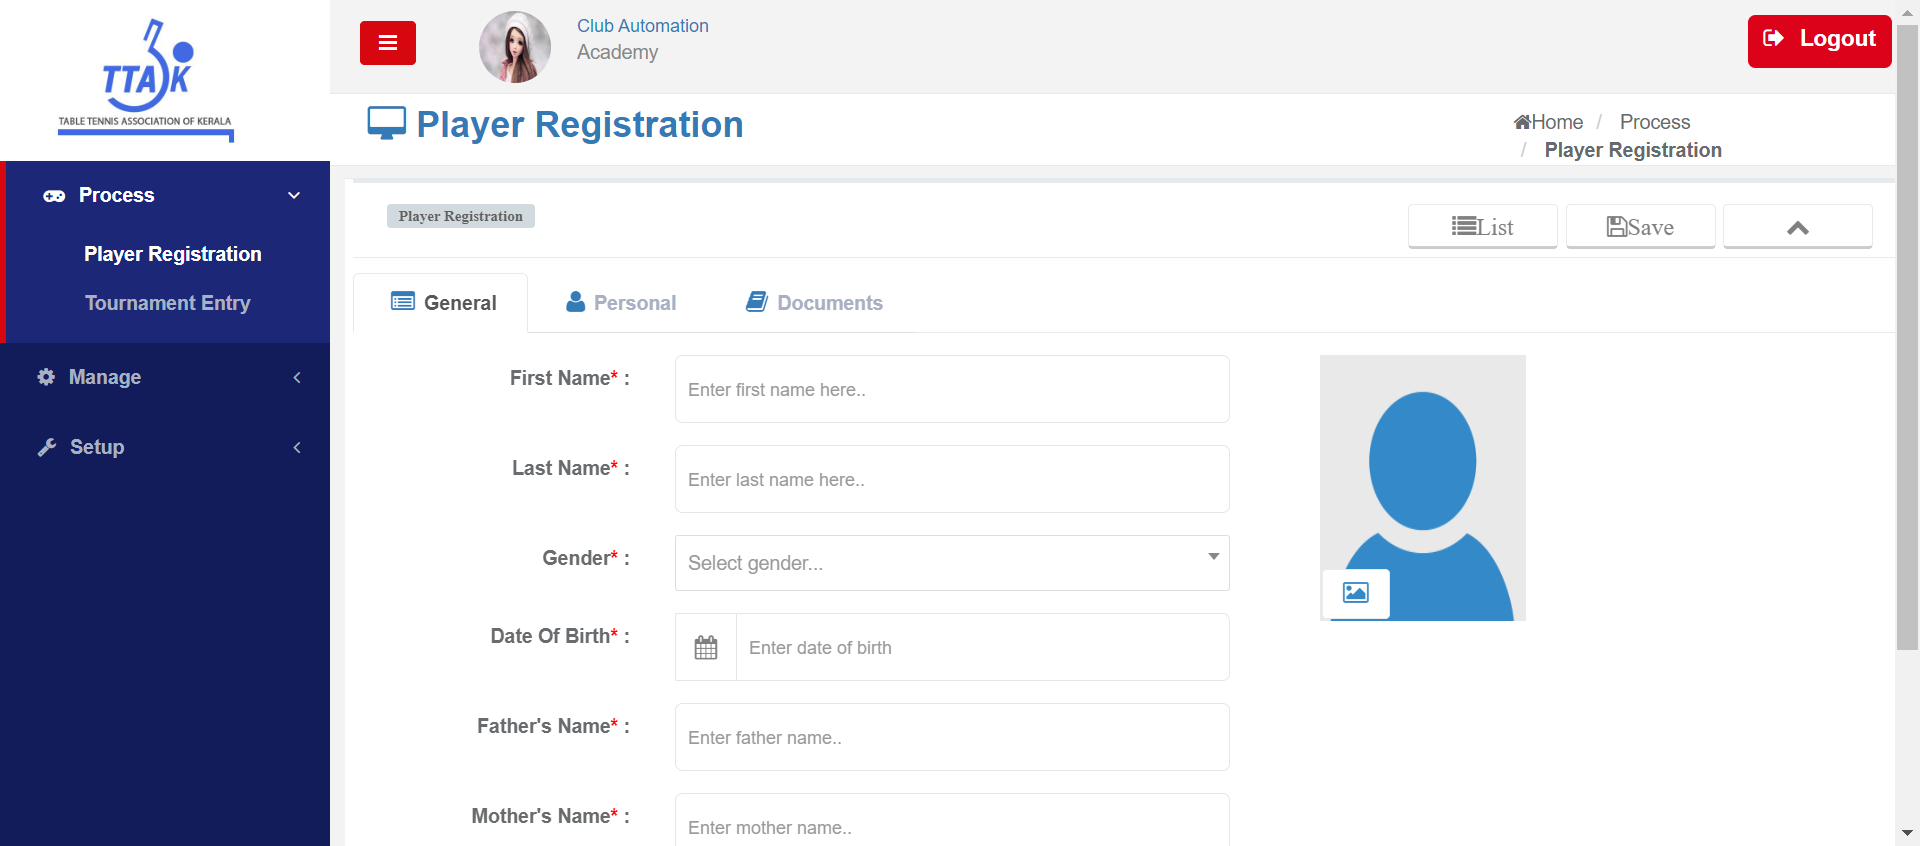 TTASK
TABLE TENNIS ASSOCIATION OF KERALA
Process
Player Registration
Tournament Entry
Manage
Setup
Club Automation
Academy
Logout
Player Registration
Home / Process
/ Player Registration
Player Registration
List
Save
General
Personal
Documents
First Name* :
Enter first name here..
Last Name* :
Enter last name here..
Gender* :
Select gender...
Date Of Birth* :
Enter date of birth
Father's Name* :
Enter father name..
Mother's Name* :
Enter mother name..